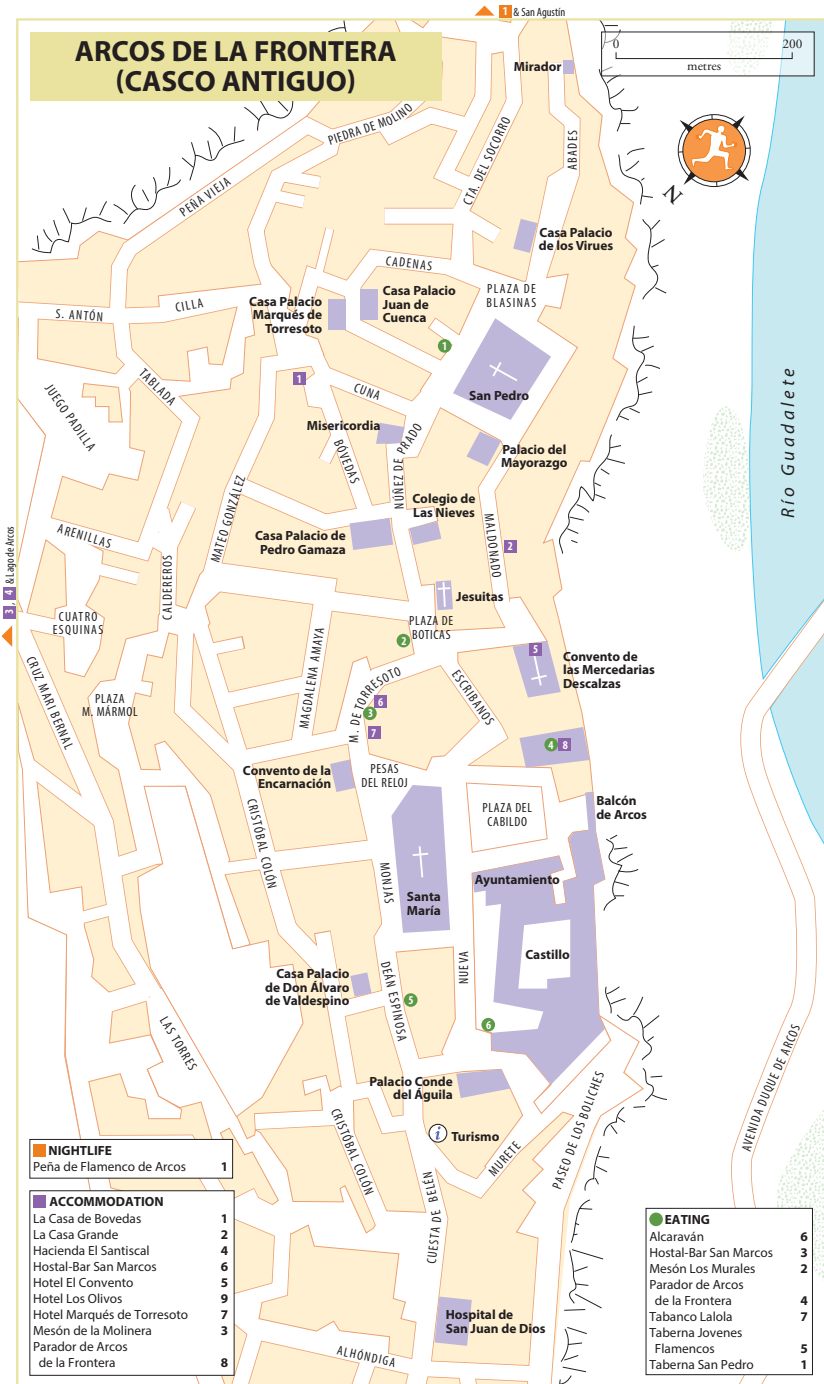 1 & San Agustín
ARCOS DE LA FRONTERA
(CASCO ANTIGUO)
0 200
metres
Mirador
N
PIEDRA DE MOLINO
CTA. DEL SOCORRO
ABADES
PEÑA VIEJA
Casa Palacio
de los Virues
CADENAS
PLAZA DE
BLASINAS
Casa Palacio
Juan de
Cuenca
Casa Palacio
Marqués de
Torresoto
CILLA
S. ANTÓN
1
TABLADA
JUEGO PADILLA
1
CUNA
San Pedro
Río Guadalete
Misericordia
BÓVEDAS
NÚÑEZ DE PRADO
Palacio del
Mayorazgo
MATEO GONZÁLEZ
Colegio de
Las Nieves
Casa Palacio de
Pedro Gamaza
MALDONADO
2
ARENILLAS
CALDEREROS
3, 4 & Lago de Arcos
Jesuitas
CUATRO
ESQUINAS
PLAZA DE
BOTICAS
2
5
Convento de
las Mercedarias
Descalzas
CRUZ MARI BERNAL
MAGDALENA AMAYA
M. DE TORRESOTO
ESCRIBANOS
PLAZA
M. MÁRMOL
6
3
7
4 8
Convento de la
Encarnación
PESAS
DEL RELOJ
PLAZA DEL
CABILDO
Balcón
de Arcos
CRISTÓBAL COLÓN
MONJAS
Santa
María
Ayuntamiento
Castillo
NUEVA
Casa Palacio
de Don Álvaro
de Valdespino
DEÁN ESPINOSA
5
6
LAS TORRES
Palacio Conde
del Águila
CRISTÓBAL COLÓN
i Turismo
MURETE
PASEO DE LOS BOLICHES
AVENIDA DUQUE DE ARCOS
CUESTA DE BELÉN
Hospital de
San Juan de Dios
ALHÓNDIGA
NIGHTLIFE
Peña de Flamenco de Arcos 1
ACCOMMODATION
La Casa de Bovedas 1
La Casa Grande 2
Hacienda El Santiscal 4
Hostal-Bar San Marcos 6
Hotel El Convento 5
Hotel Los Olivos 9
Hotel Marqués de Torresoto 7
Mesón de la Molinera 3
Parador de Arcos
de la Frontera 8
EATING
Alcaraván 6
Hostal-Bar San Marcos 3
Mesón Los Murales 2
Parador de Arcos
de la Frontera 4
Tabanco Lalola 7
Taberna Jovenes
Flamencos 5
Taberna San Pedro 1